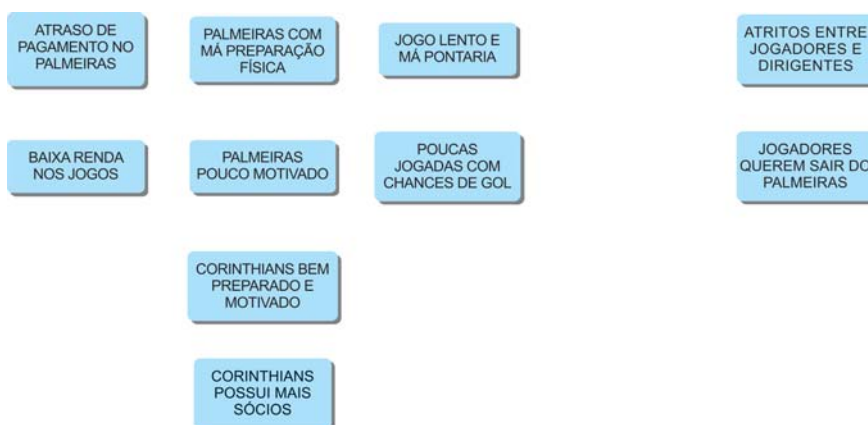 ATRASO DE
PAGAMENTO NO
PALMEIRAS
PALMEIRAS COM
MÁ PREPARAÇÃO
FÍSICA
JOGO LENTO E
MÁ PONTARIA
ATRITOS ENTRE
JOGADORES E
DIRIGENTES
BAIXA RENDA
NOS JOGOS
PALMEIRAS
POUCO MOTIVADO
POUCAS
JOGADAS COM
CHANCES DE GOL
JOGADORES
QUEREM SAIR DO
PALMEIRAS
CORINTHIANS BEM
PREPARADO E
MOTIVADO
CORINTHIANS
POSSUI MAIS
SÓCIOS